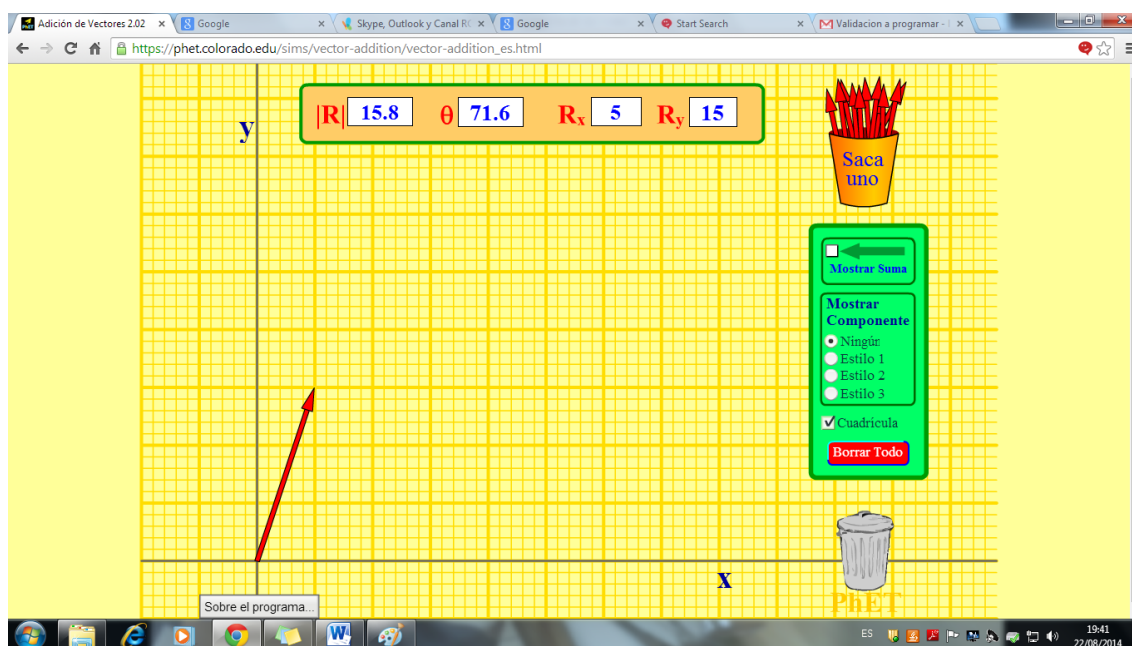 Adición de Vectores 2.02
Google
Skype, Outlook y Canal RC
Google
Start Search
Validacion a programar -
https://phet.colorado.edu/sims/vector-addition/vector-addition_es.html
|R| 15.8 θ 71.6 Rx 5 Ry 15
y
Saca
uno
Mostrar Suma
Mostrar
Componente
Ningún
Estilo 1
Estilo 2
Estilo 3
Cuadrícula
Borrar Todo
x
PhET
Sobre el programa...
ES
19:41
22/08/2014